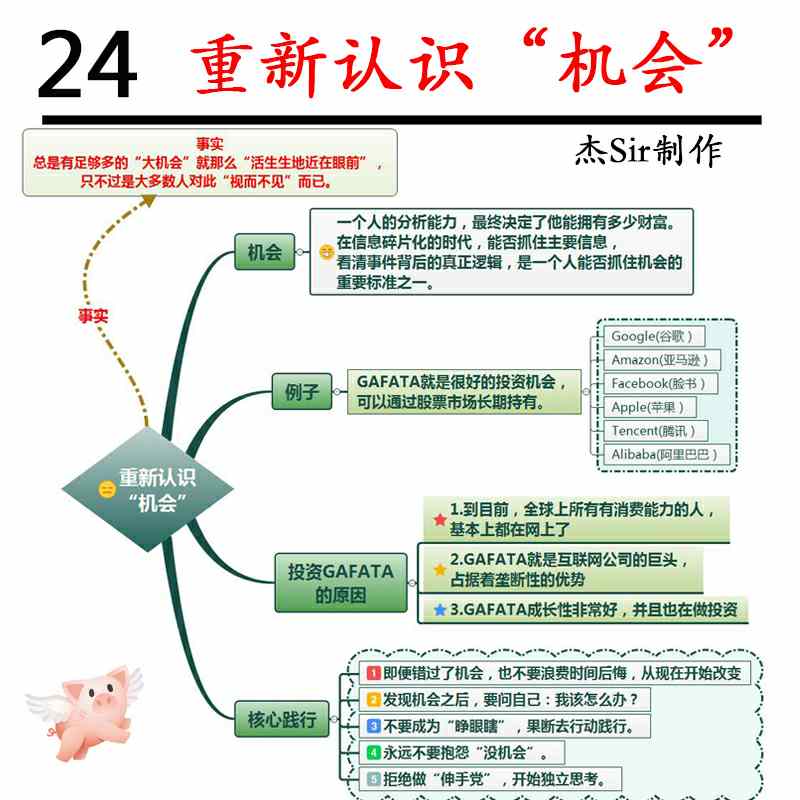 24 重新认识“机会”
杰Sir制作
事实
总是有足够多的“大机会”就那么“活生生地近在眼前”，
只不过是大多数人对此“视而不见”而已。
事实
机会
一个人的分析能力，最终决定了他能拥有多少财富。
在信息碎片化的时代，能否抓住主要信息，
看清事件背后的真正逻辑，是一个人能否抓住机会的
重要标准之一。
例子
GAFATA就是很好的投资机会，
可以通过股票市场长期持有。
Google(谷歌）
Amazon(亚马逊）
Facebook(脸书）
Apple(苹果）
Tencent(腾讯）
Alibaba(阿里巴巴）
重新认识
“机会”
投资GAFATA
的原因
1.到目前，全球上所有有消费能力的人，
基本上都在网上了
2.GAFATA就是互联网公司的巨头，
占据着垄断性的优势
3.GAFATA成长性非常好，并且也在做投资
核心践行
1 即便错过了机会，也不要浪费时间后悔，从现在开始改变
2 发现机会之后，要问自己：我该怎么办？
3 不要成为“睁眼瞎”，果断去行动践行。
4 永远不要抱怨“没机会”。
5 拒绝做“伸手党”，开始独立思考。